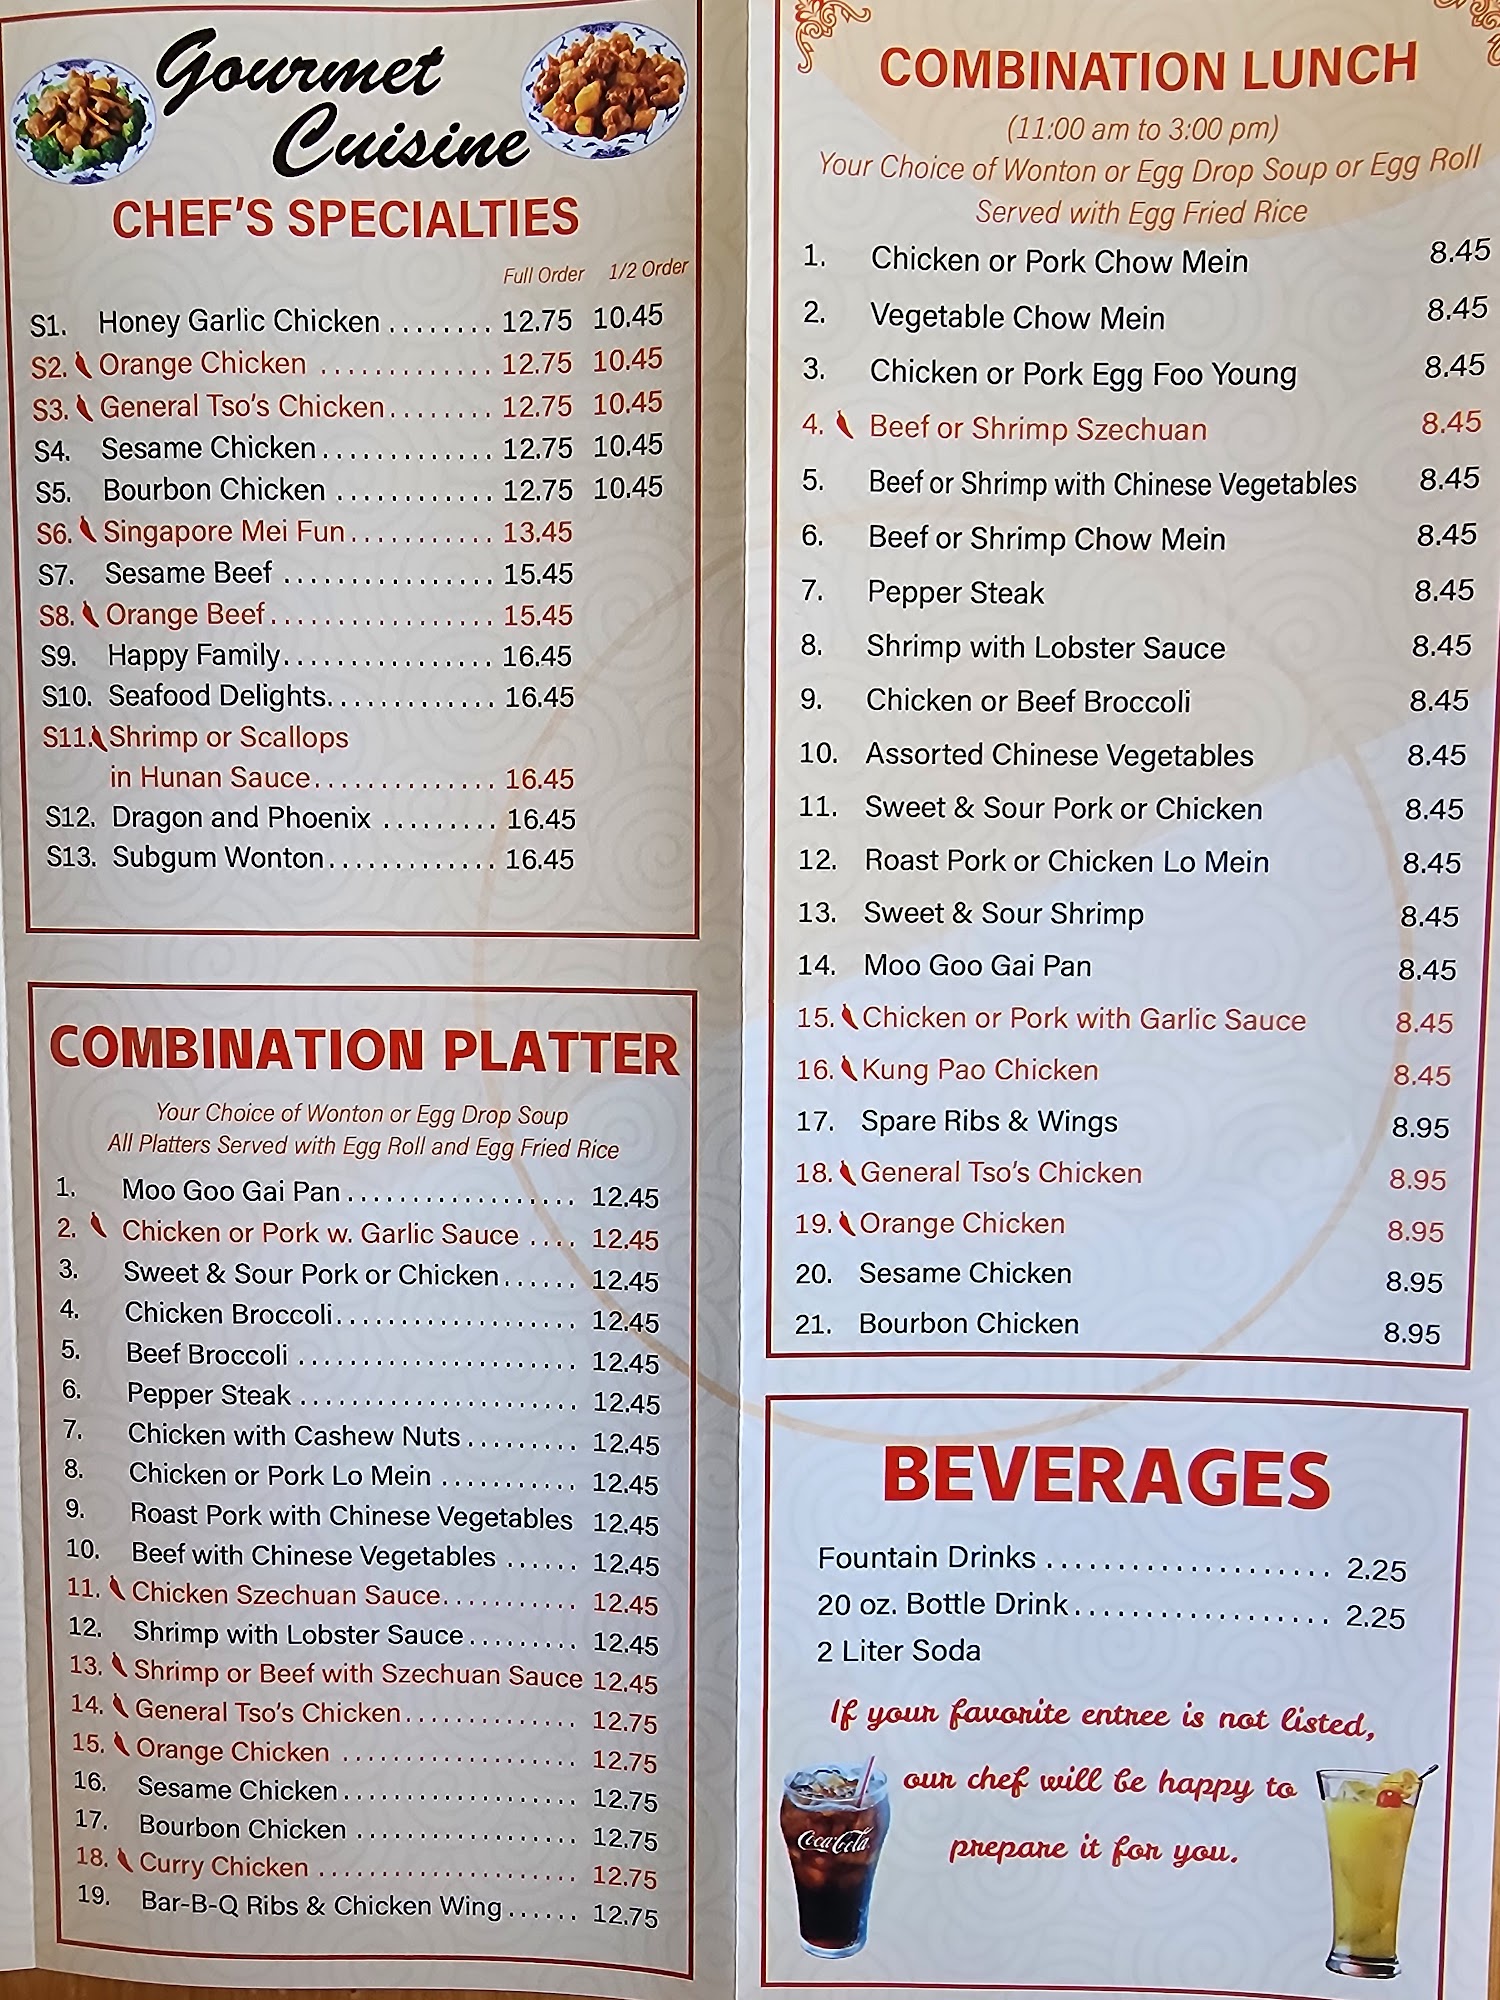 Gourmet
Cuisine
CHEF'S SPECIALTIES
Full Order 1/2 Order
S1. Honey Garlic Chicken ........ 12.75 10.45
S2. Orange Chicken ............. 12.75 10.45
S3. General Tso's Chicken........ 12.75 10.45
S4. Sesame Chicken............. 12.75 10.45
S5. Bourbon Chicken ............ 12.75 10.45
S6. Singapore Mei Fun........... 13.45
S7. Sesame Beef ................ 15.45
S8. Orange Beef................. 15.45
S9. Happy Family................ 16.45
S10. Seafood Delights............. 16.45
S11. Shrimp or Scallops
in Hunan Sauce.............. 16.45
S12. Dragon and Phoenix ......... 16.45
S13. Subgum Wonton............. 16.45
COMBINATION PLATTER
Your Choice of Wonton or Egg Drop Soup
All Platters Served with Egg Roll and Egg Fried Rice
1. Moo Goo Gai Pan................... 12.45
2. Chicken or Pork w. Garlic Sauce .... 12.45
3. Sweet & Sour Pork or Chicken...... 12.45
4. Chicken Broccoli.................... 12.45
5. Beef Broccoli ....................... 12.45
6. Pepper Steak ....................... 12.45
7. Chicken with Cashew Nuts ......... 12.45
8. Chicken or Pork Lo Mein ........... 12.45
9. Roast Pork with Chinese Vegetables 12.45
10. Beef with Chinese Vegetables ...... 12.45
11. Chicken Szechuan Sauce........... 12.45
12. Shrimp with Lobster Sauce......... 12.45
13. Shrimp or Beef with Szechuan Sauce 12.45
14. General Tso's Chicken.............. 12.75
15. Orange Chicken ................... 12.75
16. Sesame Chicken.................... 12.75
17. Bourbon Chicken .................. 12.75
18. Curry Chicken ..................... 12.75
19. Bar-B-Q Ribs & Chicken Wing...... 12.75
COMBINATION LUNCH
(11:00 am to 3:00 pm)
Your Choice of Wonton or Egg Drop Soup or Egg Roll
Served with Egg Fried Rice
1. Chicken or Pork Chow Mein 8.45
2. Vegetable Chow Mein 8.45
3. Chicken or Pork Egg Foo Young 8.45
4. Beef or Shrimp Szechuan 8.45
5. Beef or Shrimp with Chinese Vegetables 8.45
6. Beef or Shrimp Chow Mein 8.45
7. Pepper Steak 8.45
8. Shrimp with Lobster Sauce 8.45
9. Chicken or Beef Broccoli 8.45
10. Assorted Chinese Vegetables 8.45
11. Sweet & Sour Pork or Chicken 8.45
12. Roast Pork or Chicken Lo Mein 8.45
13. Sweet & Sour Shrimp 8.45
14. Moo Goo Gai Pan 8.45
15. Chicken or Pork with Garlic Sauce 8.45
16. Kung Pao Chicken 8.45
17. Spare Ribs & Wings 8.95
18. General Tso's Chicken 8.95
19. Orange Chicken 8.95
20. Sesame Chicken 8.95
21. Bourbon Chicken 8.95
BEVERAGES
Fountain Drinks .................... 2.25
20 oz. Bottle Drink.................. 2.25
2 Liter Soda
If your favorite entree is not listed,
our chef will be happy to
prepare it for you.
Coca-Cola